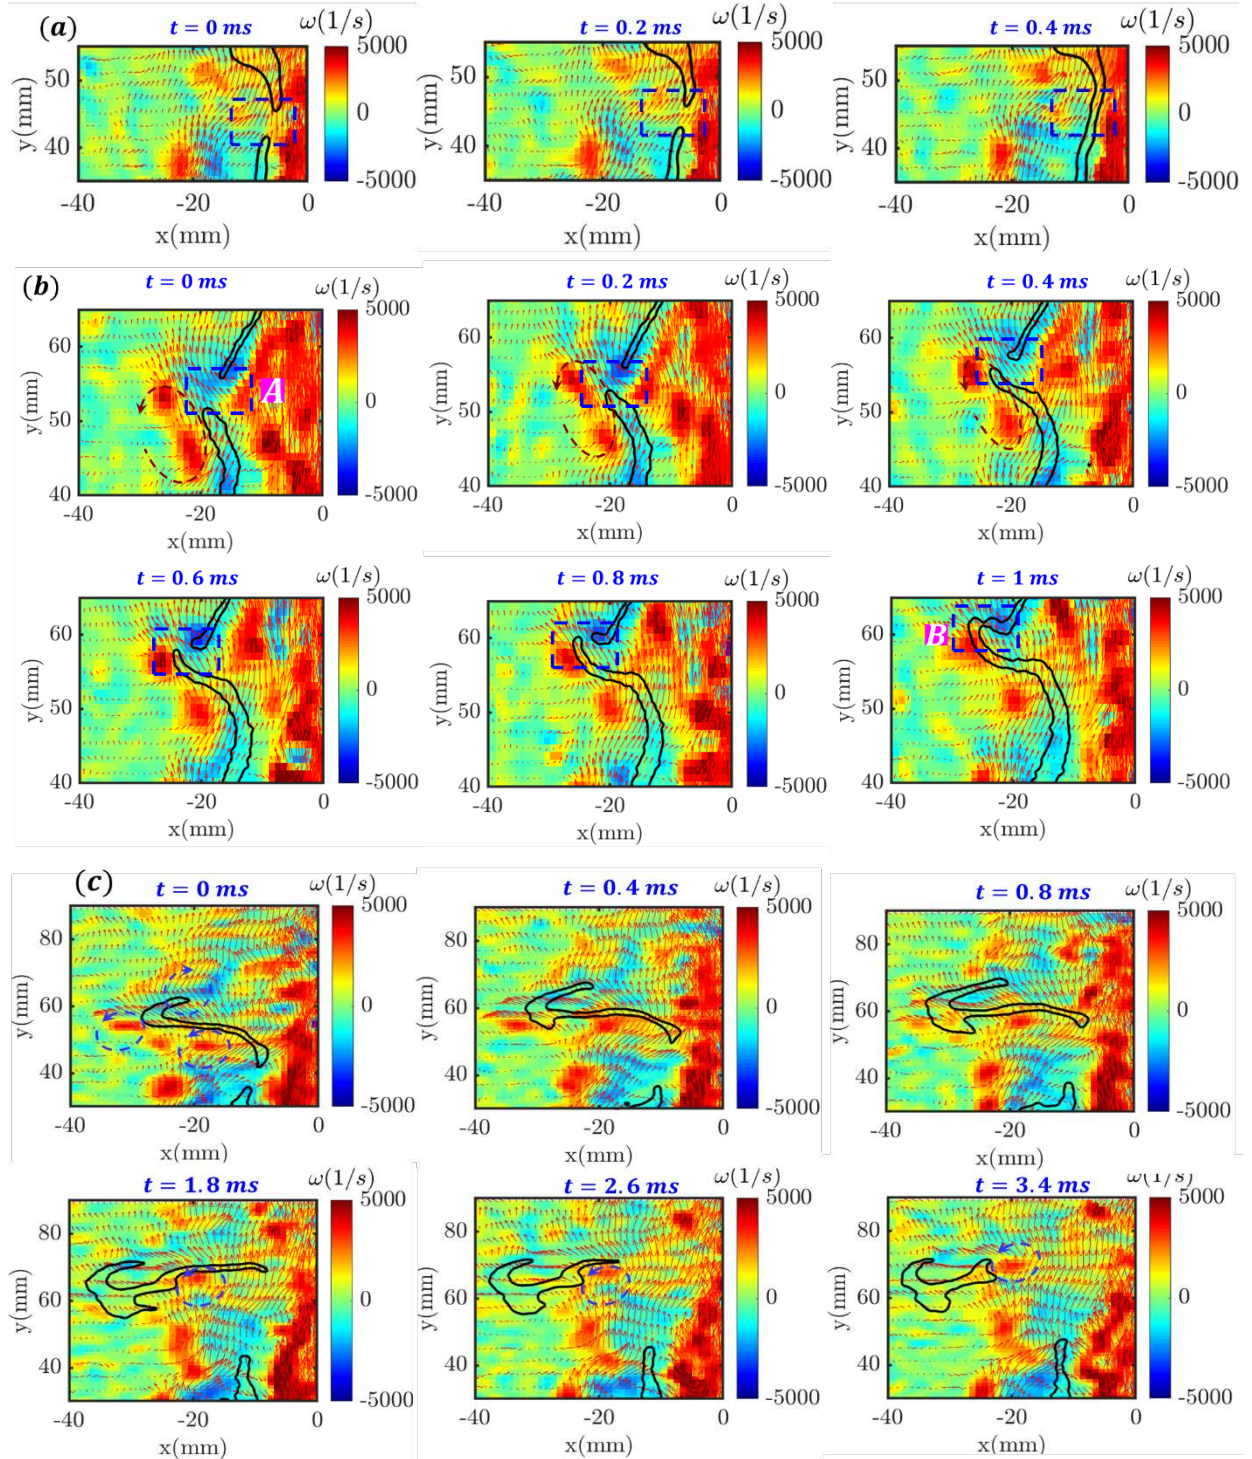 (a)
t = 0 ms ω(1/s)
t = 0.2 ms ω(1/s)
t = 0.4 ms ω(1/s)
y(mm) 50 40
-40 -20 0
x(mm)
5000 0 -5000
y(mm) 50 40
-40 -20 0
x(mm)
5000 0 -5000
y(mm) 50 40
-40 -20 0
x(mm)
5000 0 -5000
(b)
t = 0 ms ω(1/s)
t = 0.2 ms ω(1/s)
t = 0.4 ms ω(1/s)
y(mm) 60 50 40
A
-40 -20 0
x(mm)
5000 0 -5000
y(mm) 60 50 40
-40 -20 0
x(mm)
5000 0 -5000
y(mm) 60 50 40
-40 -20 0
x(mm)
5000 0 -5000
t = 0.6 ms ω(1/s)
t = 0.8 ms ω(1/s)
t = 1 ms ω(1/s)
y(mm) 60 50 40
-40 -20 0
x(mm)
5000 0 -5000
y(mm) 60 50 40
-40 -20 0
x(mm)
5000 0 -5000
y(mm) 60 50 40
B
-40 -20 0
x(mm)
5000 0 -5000
(c)
t = 0 ms ω(1/s)
t = 0.4 ms ω(1/s)
t = 0.8 ms ω(1/s)
y(mm) 80 60 40
-40 -20 0
x(mm)
5000 0 -5000
y(mm) 80 60 40
-40 -20 0
x(mm)
5000 0 -5000
y(mm) 80 60 40
-40 -20 0
x(mm)
5000 0 -5000
t = 1.8 ms ω(1/s)
t = 2.6 ms ω(1/s)
t = 3.4 ms ω(1/s)
y(mm) 80 60 40
-40 -20 0
x(mm)
5000 0 -5000
y(mm) 80 60 40
-40 -20 0
x(mm)
5000 0 -5000
y(mm) 80 60 40
-40 -20 0
x(mm)
5000 0 -5000